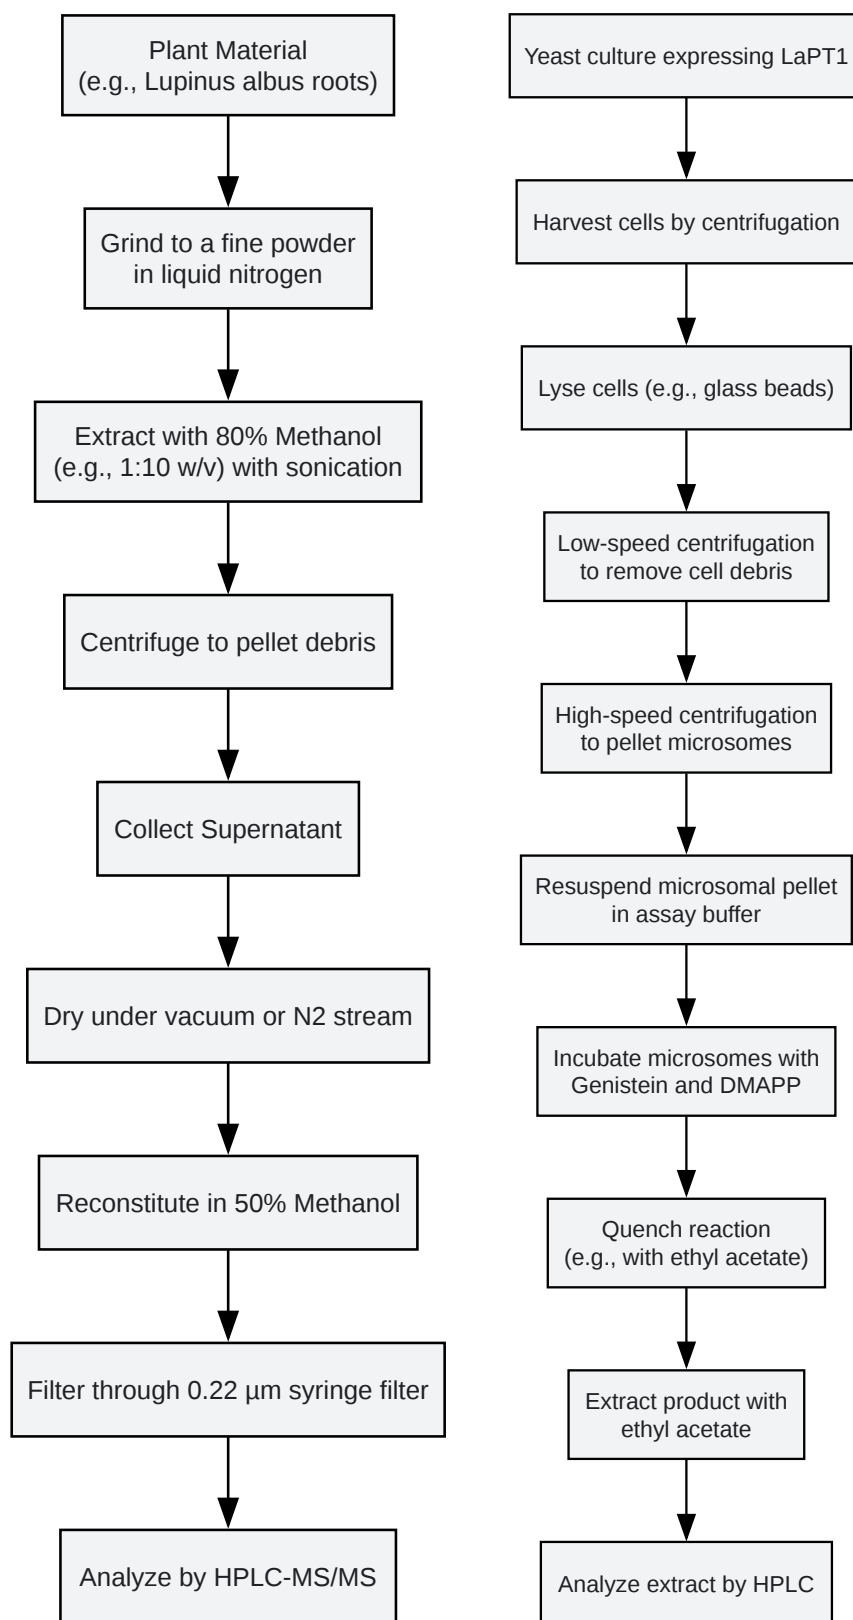 Plant Material
(e.g., Lupinus albus roots)
Grind to a fine powder
in liquid nitrogen
Extract with 80% Methanol
(e.g., 1:10 w/v) with sonication
Centrifuge to pellet debris
Collect Supernatant
Dry under vacuum or N2 stream
Reconstitute in 50% Methanol
Filter through 0.22 µm syringe filter
Analyze by HPLC-MS/MS
Yeast culture expressing LaPT1
Harvest cells by centrifugation
Lyse cells (e.g., glass beads)
Low-speed centrifugation
to remove cell debris
High-speed centrifugation
to pellet microsomes
Resuspend microsomal pellet
in assay buffer
Incubate microsomes with
Genistein and DMAPP
Quench reaction
(e.g., with ethyl acetate)
Extract product with
ethyl acetate
Analyze extract by HPLC